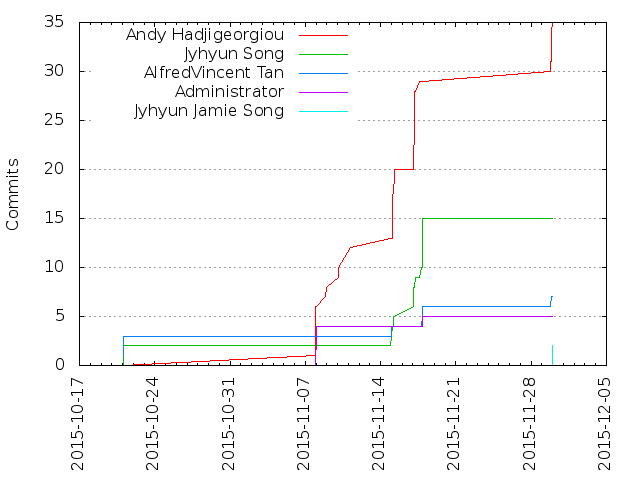 35
30
25
20
15
10
5
0
Commits
Andy Hadjigeorgiou
Jyhyun Song
AlfredVincent Tan
Administrator
Jyhyun Jamie Song
2015-10-17
2015-10-24
2015-10-31
2015-11-07
2015-11-14
2015-11-21
2015-11-28
2015-12-05